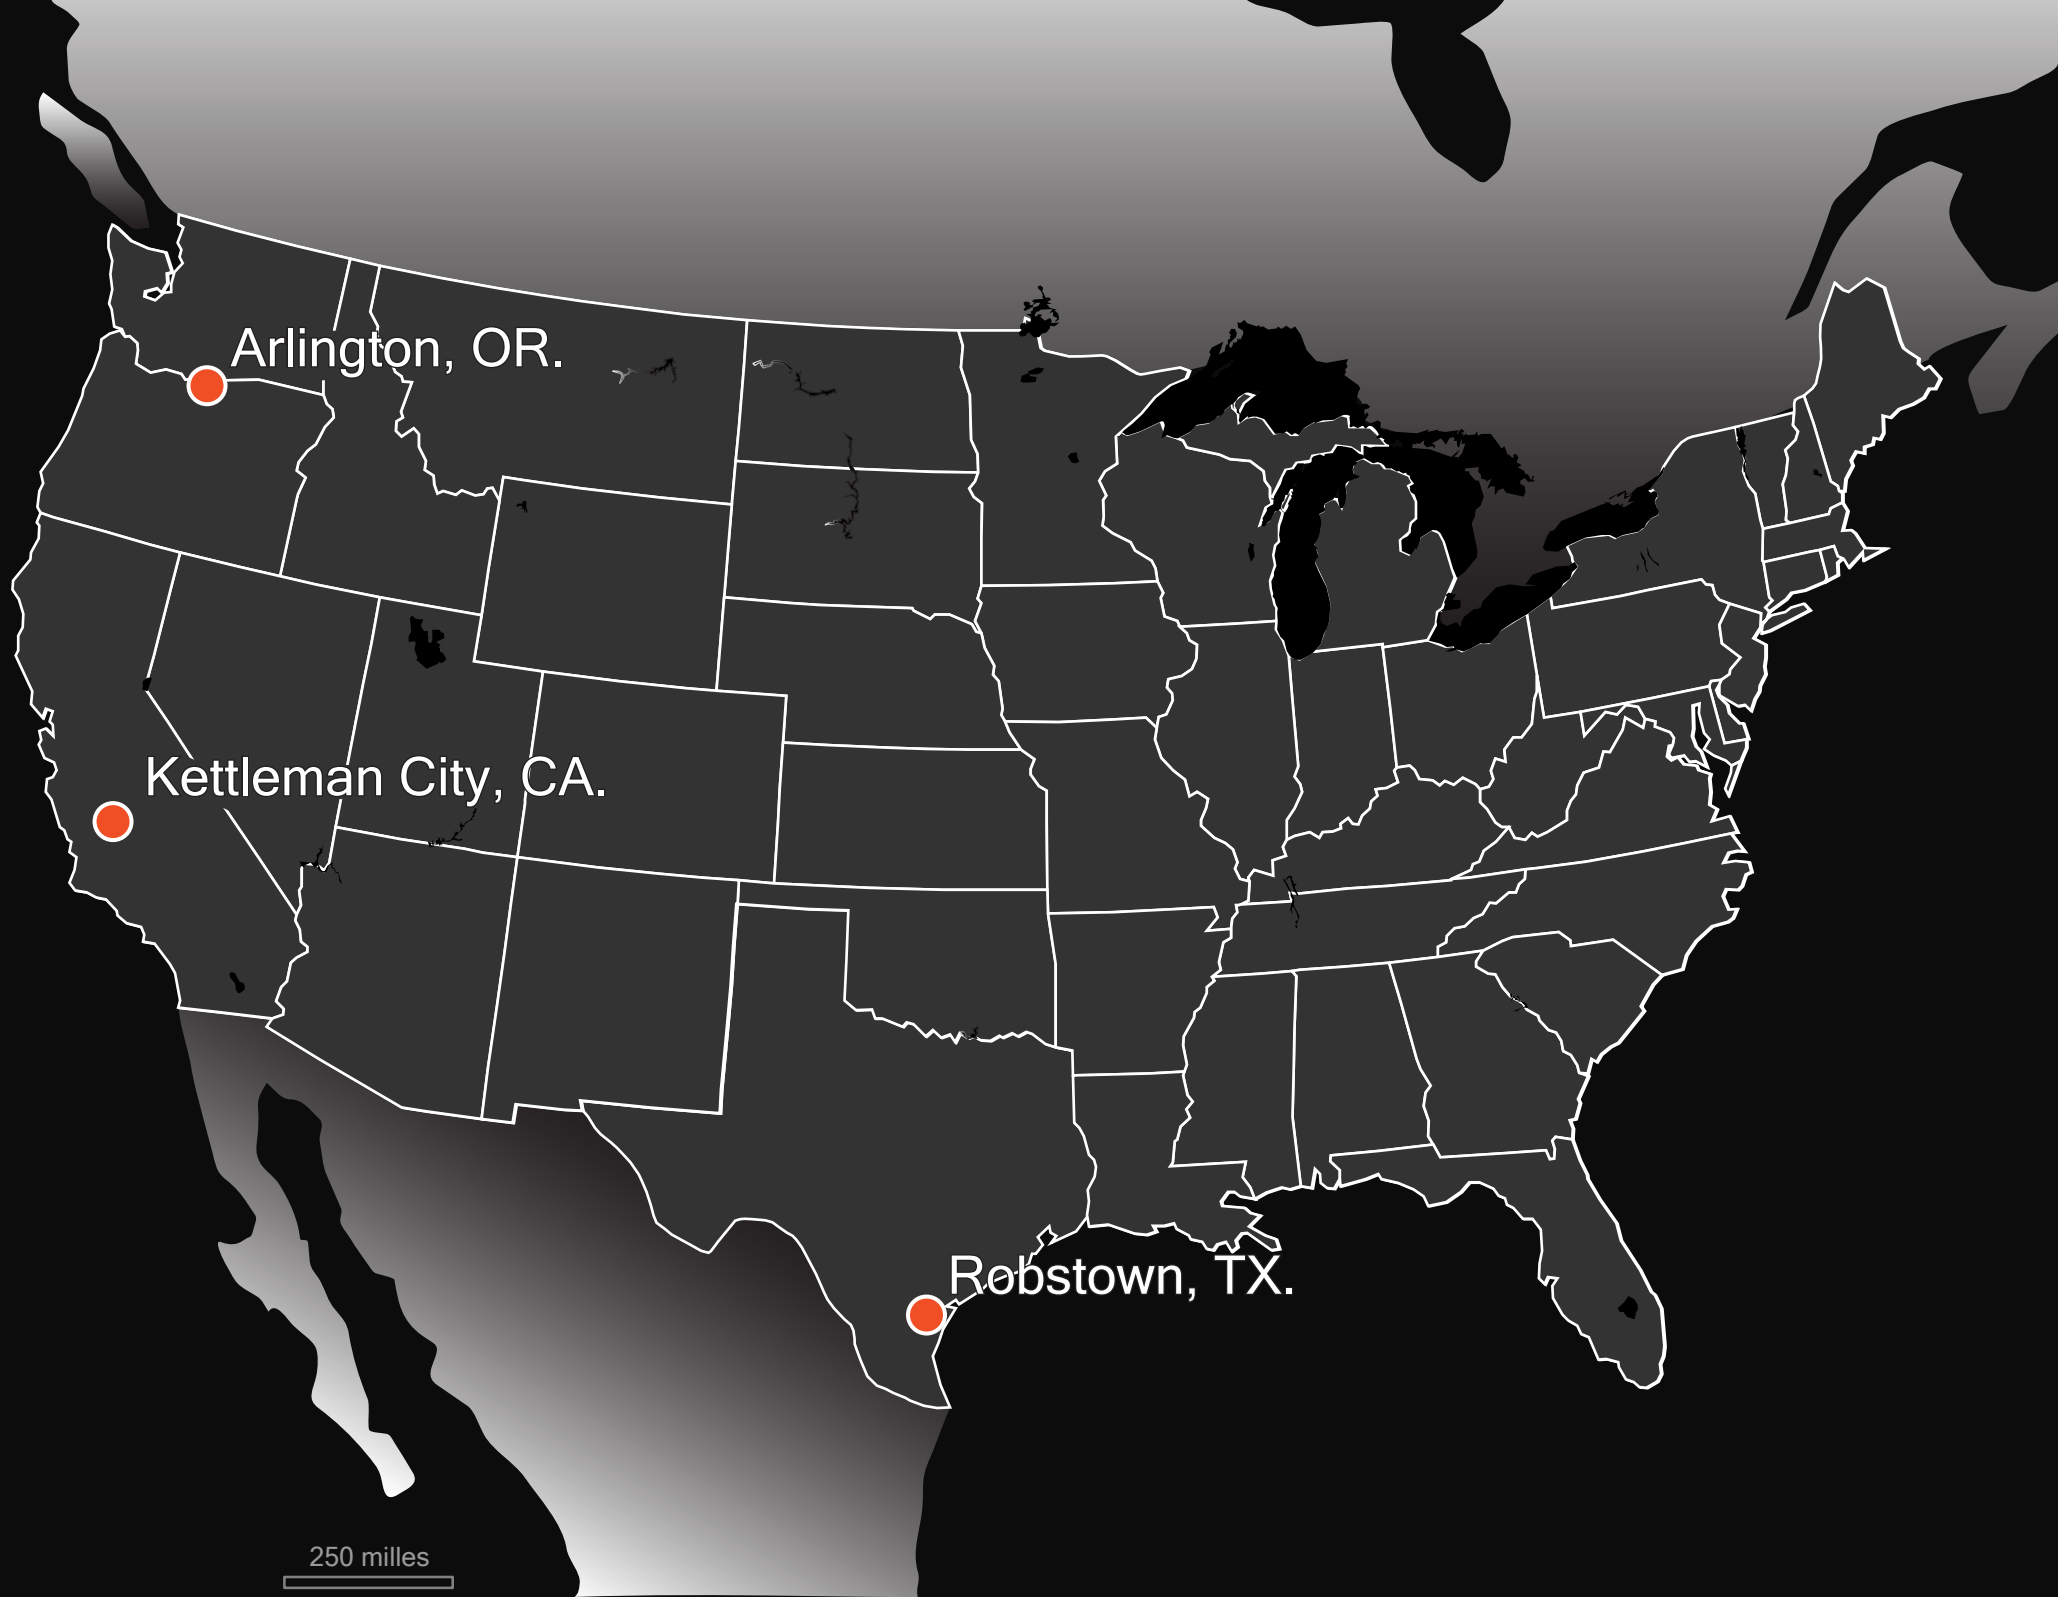 Arlington, OR.
Kettleman City, CA.
Robstown, TX.
250 milles